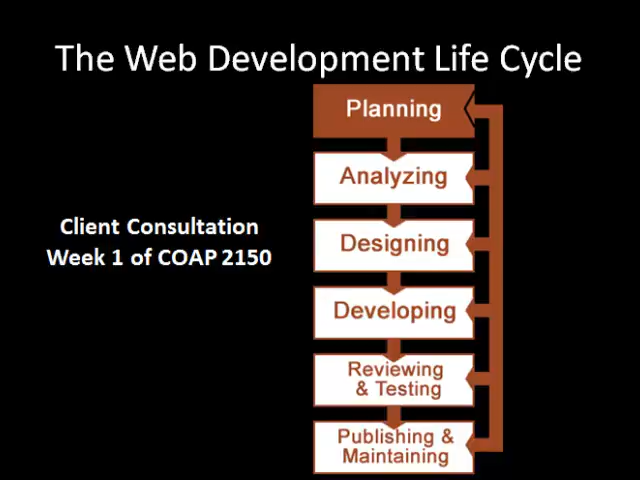 The Web Development Life Cycle
Planning
Analyzing
Client Consultation
Week 1 of COAP 2150
Designing
Developing
Reviewing
& Testing
Publishing &
Maintaining